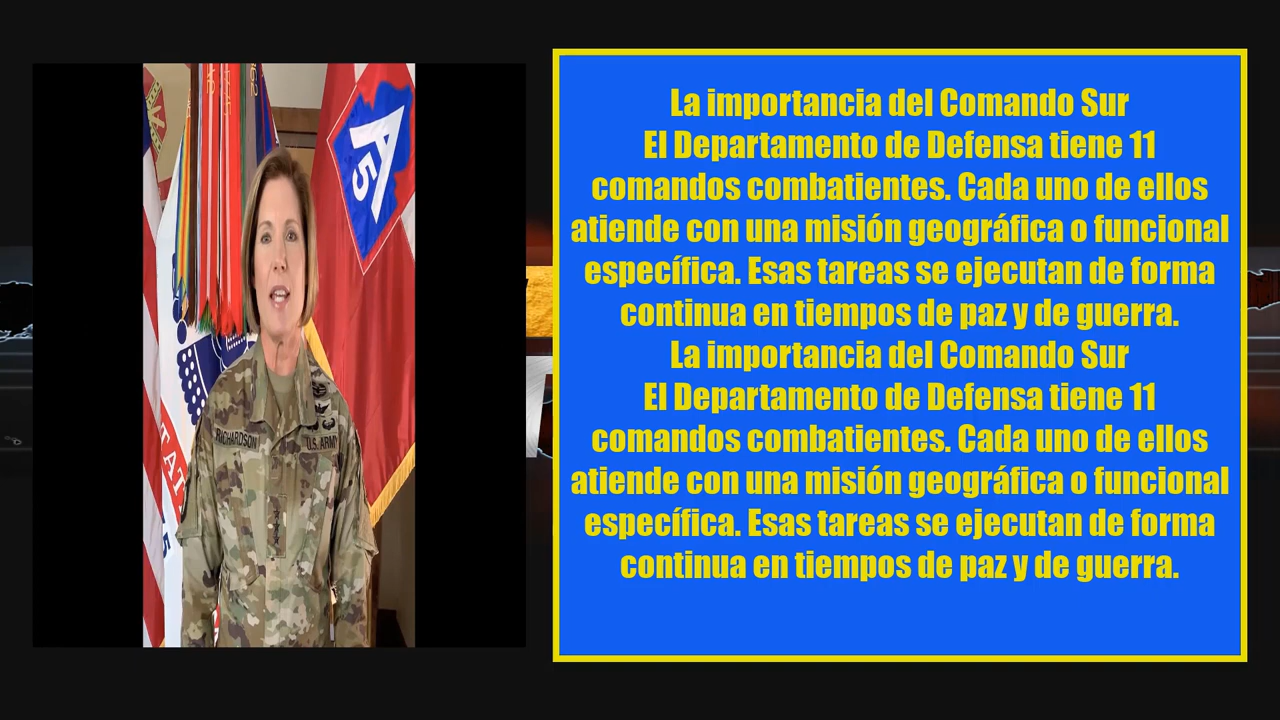 A
5
RICHARDSON
U.S. ARMY
La importancia del Comando Sur
El Departamento de Defensa tiene 11
comandos combatientes. Cada uno de ellos
atiende con una misión geográfica o funcional
específica. Esas tareas se ejecutan de forma
continua en tiempos de paz y de guerra.
La importancia del Comando Sur
El Departamento de Defensa tiene 11
comandos combatientes. Cada uno de ellos
atiende con una misión geográfica o funcional
específica. Esas tareas se ejecutan de forma
continua en tiempos de paz y de guerra.